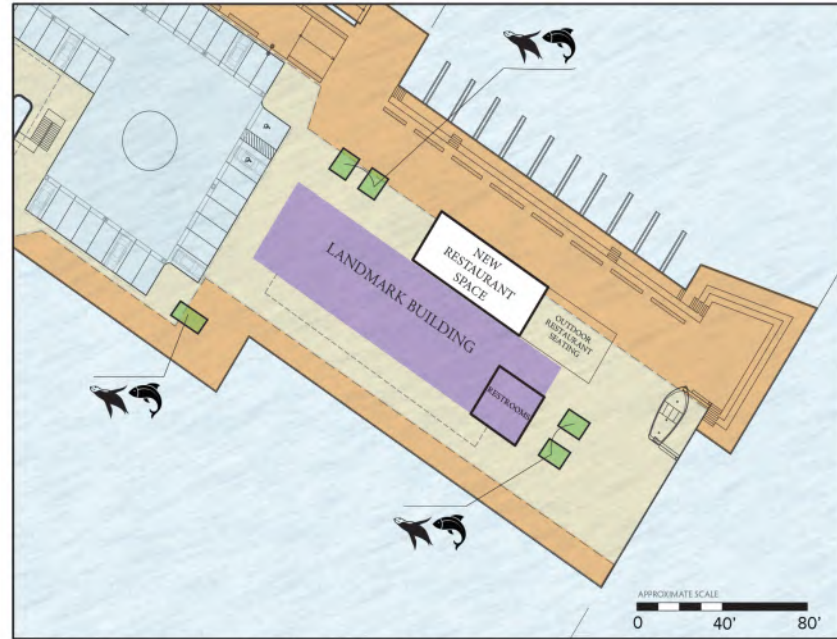 NEW
RESTAURANT
SPACE
LANDMARK BUILDING
OUTDOOR
RESTAURANT
SEATING
RESTROOMS
APPROXIMATE SCALE
0 40' 80'